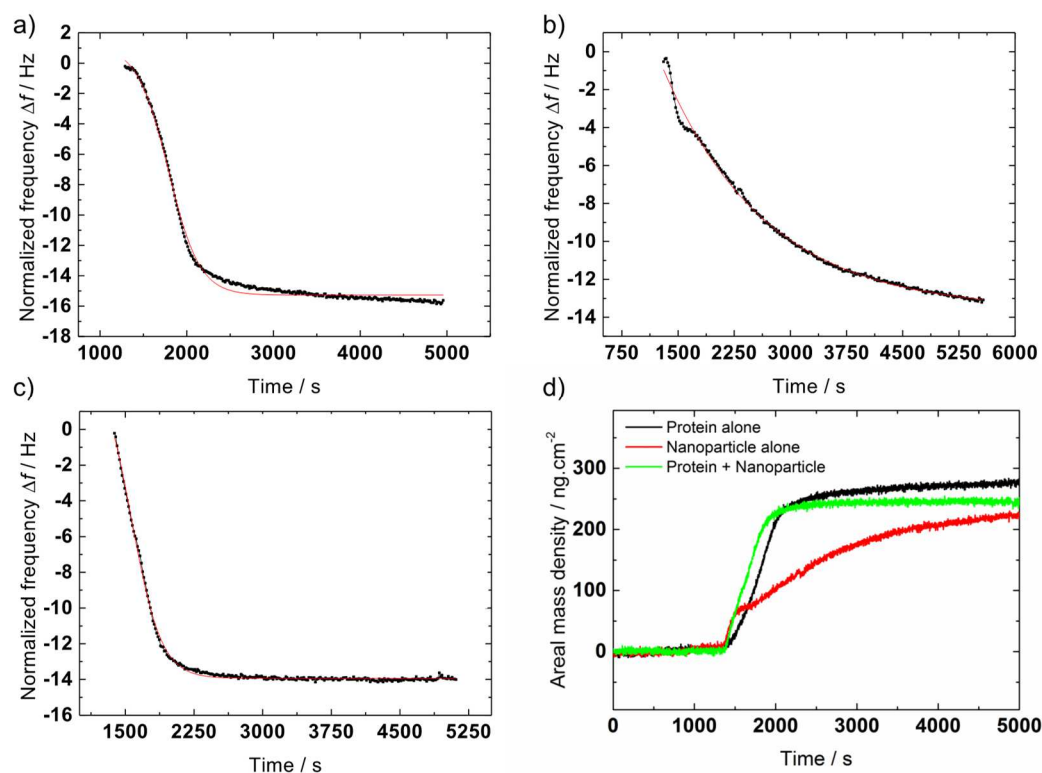 a)
Normalized frequency Δf / Hz
2
0
-2
-4
-6
-8
-10
-12
-14
-16
-18
1000 2000 3000 4000 5000
Time / s
b)
Normalized frequency Δf / Hz
0
-2
-4
-6
-8
-10
-12
-14
750 1500 2250 3000 3750 4500 5250 6000
Time / s
c)
Normalized frequency Δf / Hz
0
-2
-4
-6
-8
-10
-12
-14
-16
1500 2250 3000 3750 4500 5250
Time / s
d)
Protein alone
Nanoparticle alone
Protein + Nanoparticle
Areal mass density / ng.cm-2
300
200
100
0
0 1000 2000 3000 4000 5000
Time / s